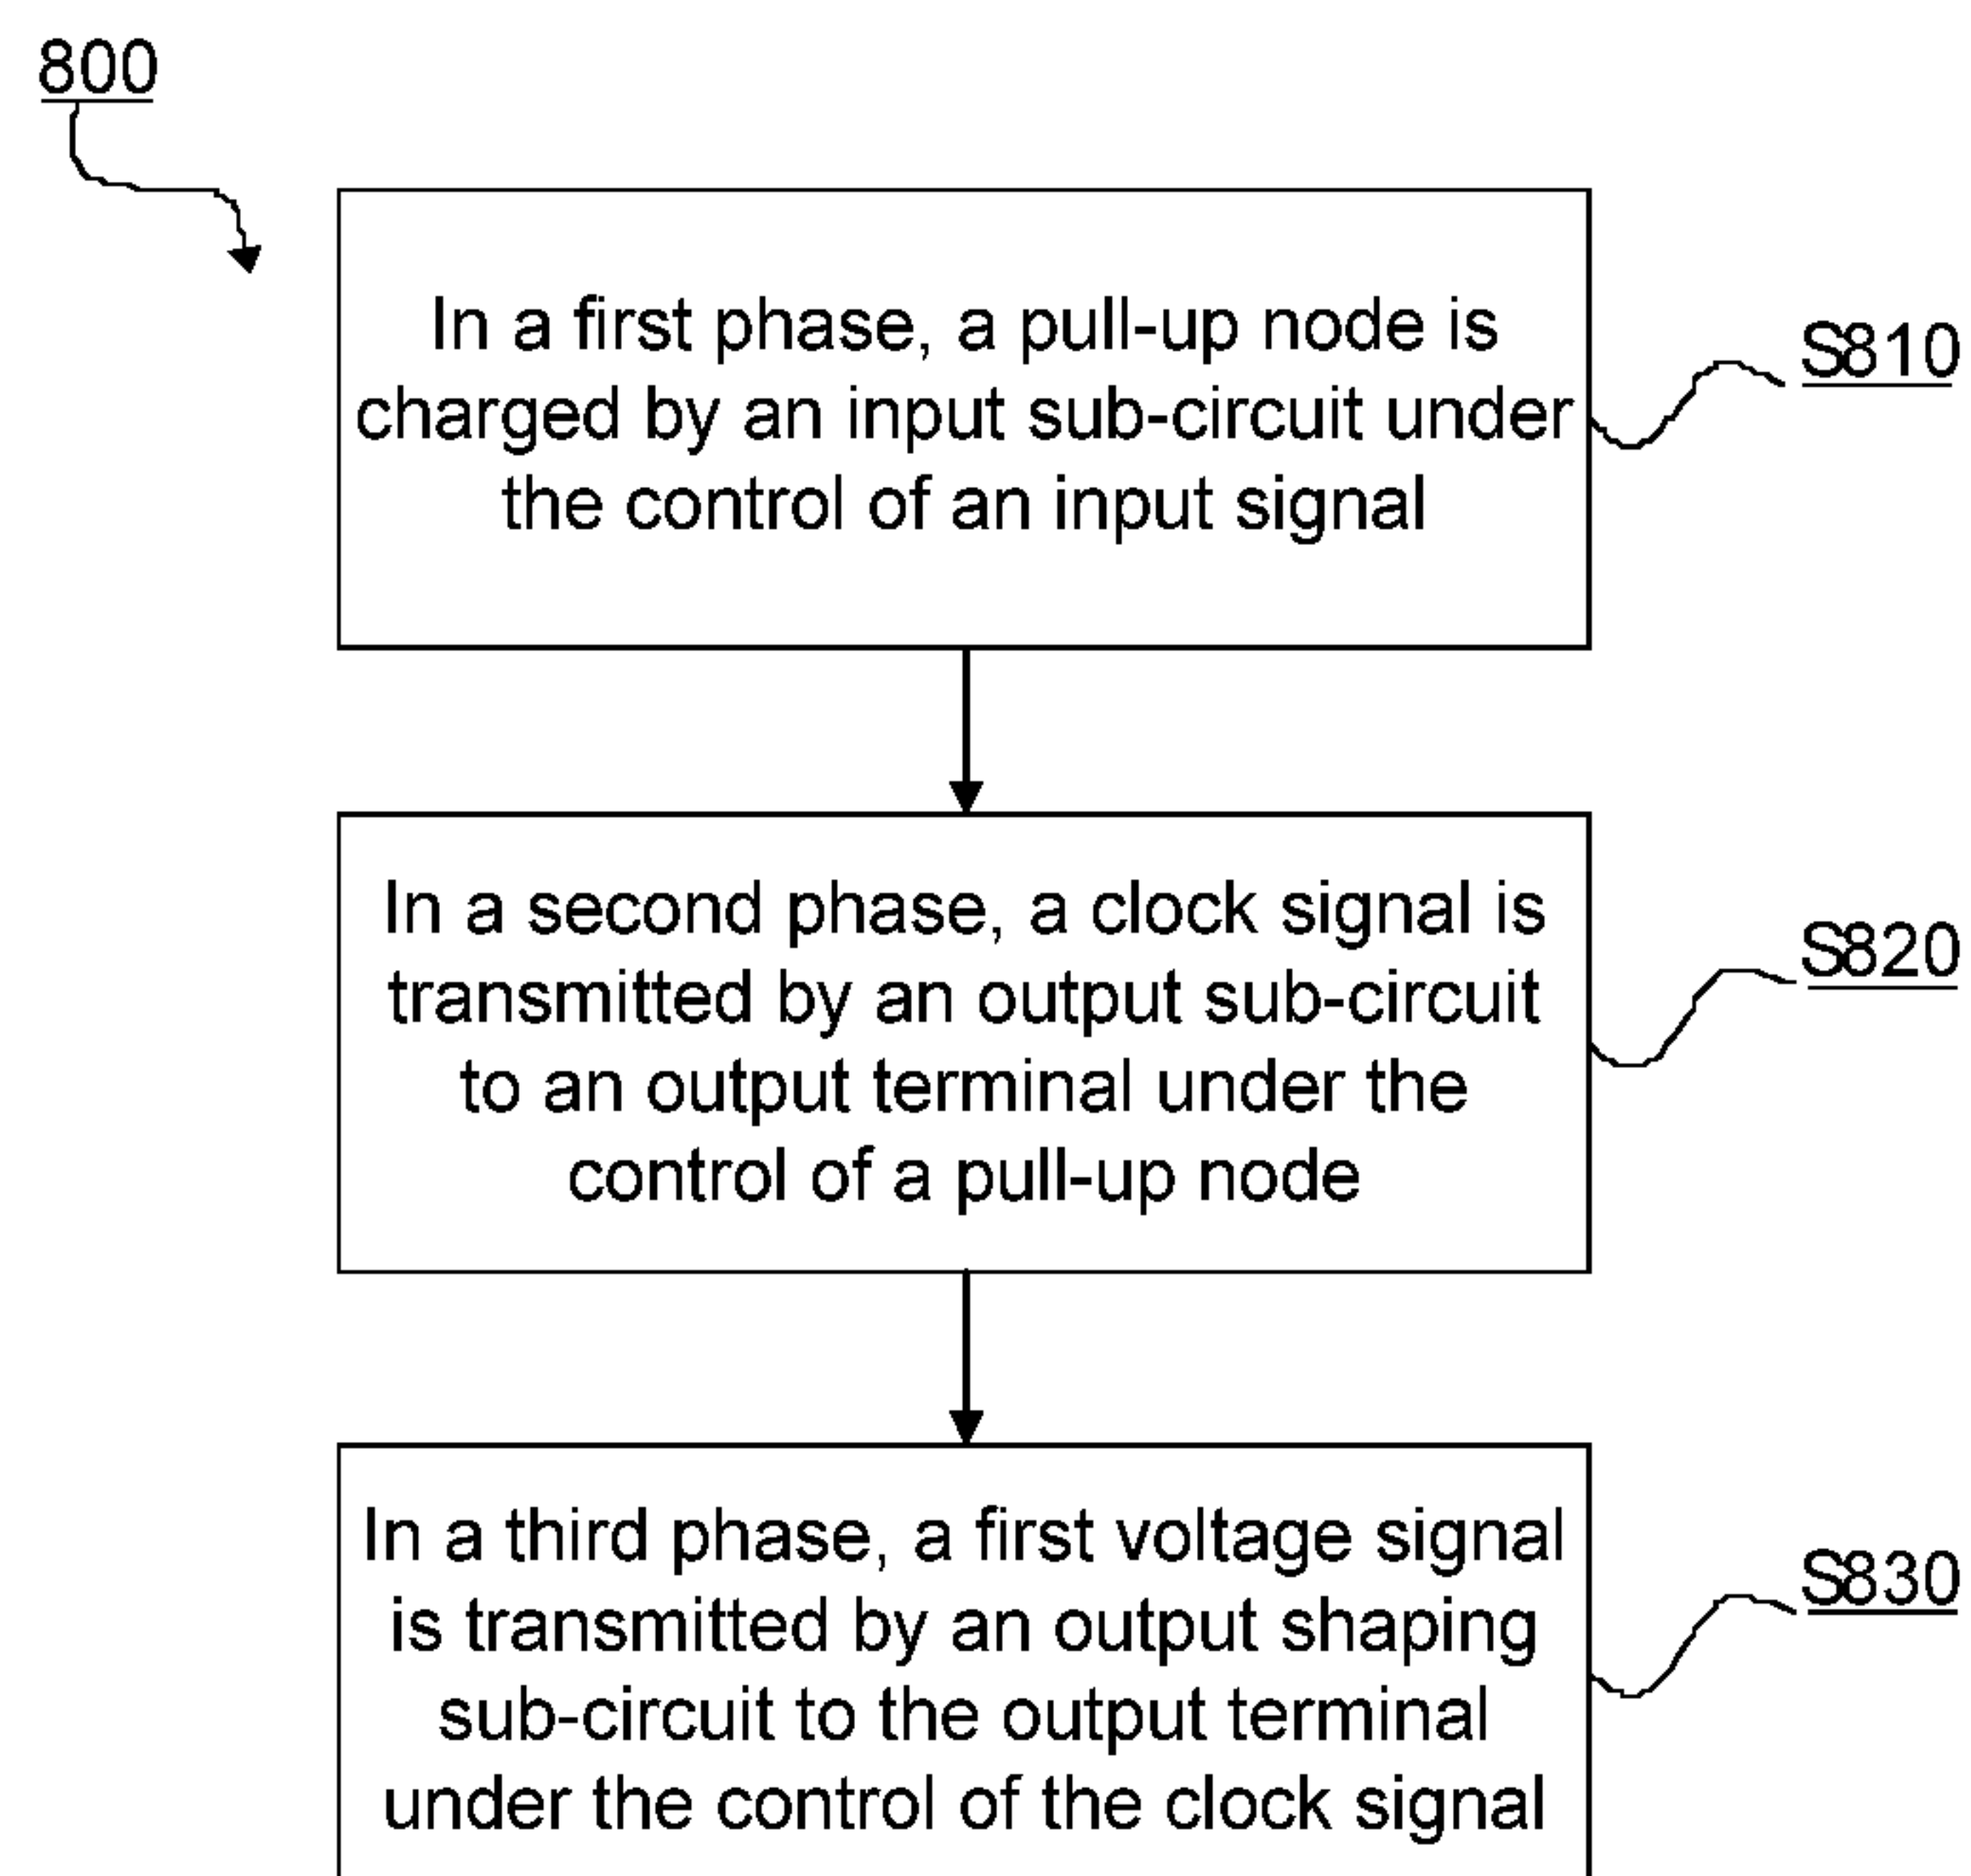 800
In a first phase, a pull-up node is
charged by an input sub-circuit under
the control of an input signal
S810
In a second phase, a clock signal is
transmitted by an output sub-circuit
to an output terminal under the
control of a pull-up node
S820
In a third phase, a first voltage signal
is transmitted by an output shaping
sub-circuit to the output terminal
under the control of the clock signal
S830